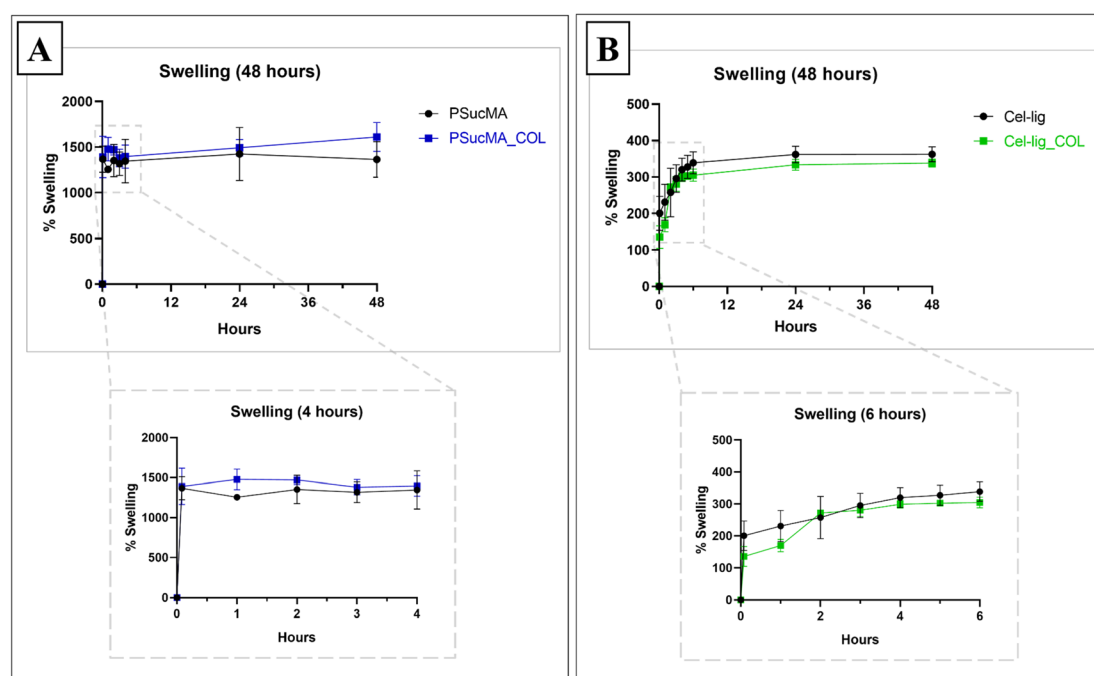 A
Swelling (48 hours)
% Swelling
2000
1500
1000
500
0
0 12 24 36 48
Hours
PSucMA
PSucMA_COL
Swelling (4 hours)
% Swelling
2000
1500
1000
500
0
0 1 2 3 4
Hours
B
Swelling (48 hours)
% Swelling
500
400
300
200
100
0
0 12 24 36 48
Hours
Cel-lig
Cel-lig_COL
Swelling (6 hours)
% Swelling
500
400
300
200
100
0
0 2 4 6
Hours